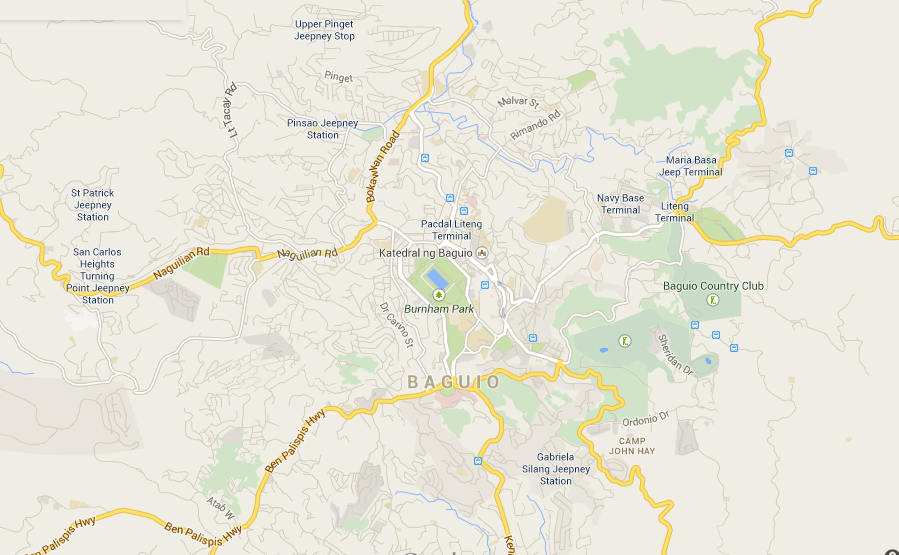 Upper Pinget
Jeepney Stop
Pinget
Lt Tacay Rd
Malvar St
Rimando Rd
Pinsao Jeepney
Station
Bokawkan Road
Maria Basa
Jeep Terminal
St Patrick
Jeepney
Station
Navy Base
Terminal
Liteng
Terminal
Pacdal Liteng
Terminal
San Carlos
Heights
Turning
Point Jeepney
Station
Naguilian Rd
Naguilian Rd
Katedral ng Baguio
Baguio Country Club
Burnham Park
Dr Carvno St
Sheridan Dr
BAGUIO
Ben Palispis Hwy
Ordonio Dr
CAMP
JOHN HAY
Gabriela
Silang Jeepney
Station
Atab W
Ben Palispis Hwy
Ben Palispis Hwy